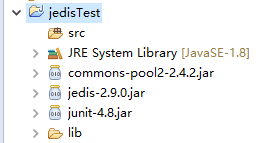 jedisTest
src
JRE System Library [JavaSE-1.8]
commons-pool2-2.4.2.jar
jedis-2.9.0.jar
junit-4.8.jar
lib